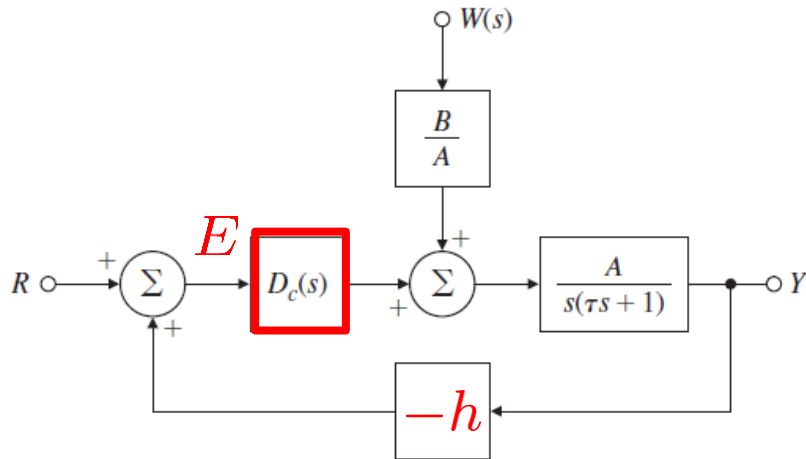 W(s)
B
A
E
+
+
R
Σ
D_c(s)
Σ
A
s(τs + 1)
Y
+
+
−h